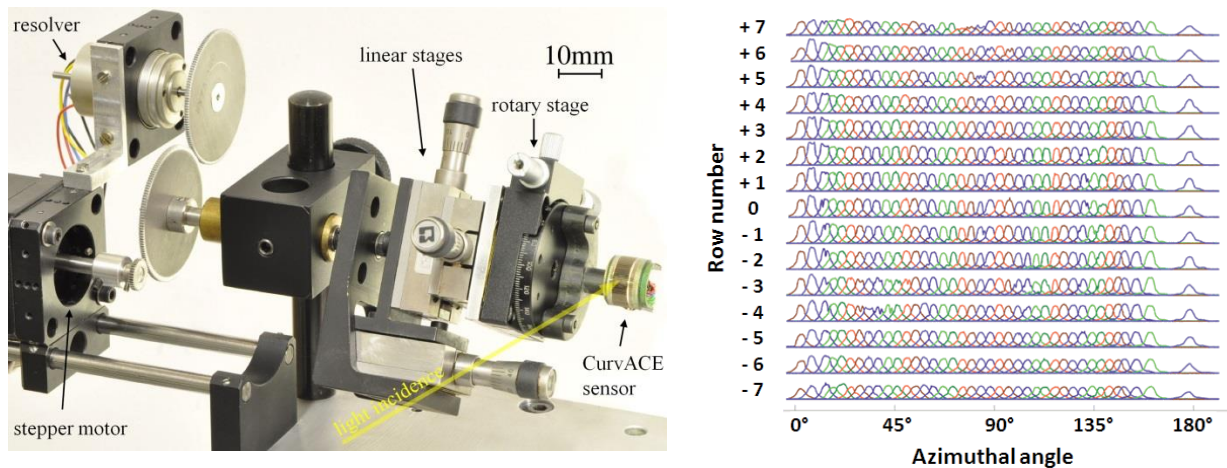 resolver
linear stages
10mm
rotary stage
light incidence
CurvACE
sensor
stepper motor
Row number
+ 7
+ 6
+ 5
+ 4
+ 3
+ 2
+ 1
0
- 1
- 2
- 3
- 4
- 5
- 6
- 7
0°
45°
90°
135°
180°
Azimuthal angle